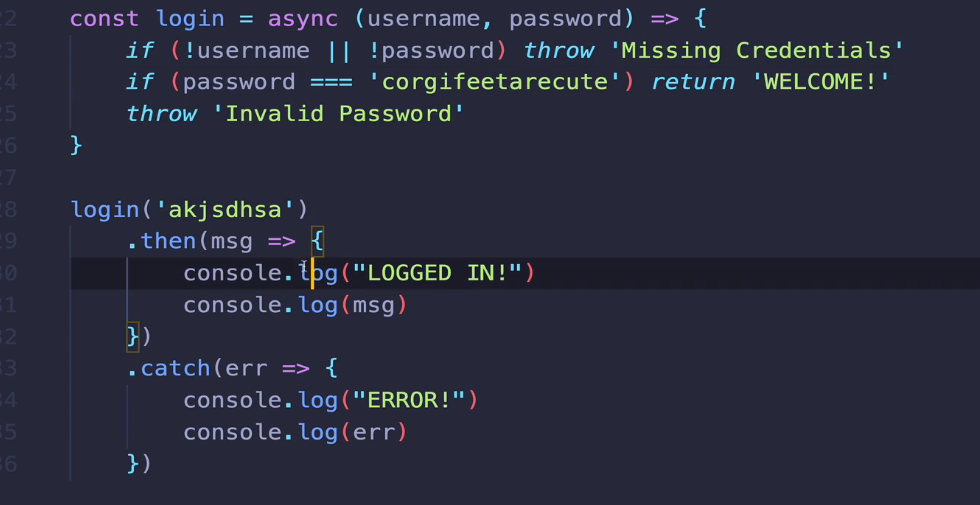 22 const login = async (username, password) => {
23     if (!username || !password) throw 'Missing Credentials'
24     if (password === 'corgifeetarecute') return 'WELCOME!'
25     throw 'Invalid Password'
26 }
27
28 login('akjsdhsa')
29     .then(msg => {
30         console.log("LOGGED IN!")
31         console.log(msg)
32     })
33     .catch(err => {
34         console.log("ERROR!")
35         console.log(err)
36     })